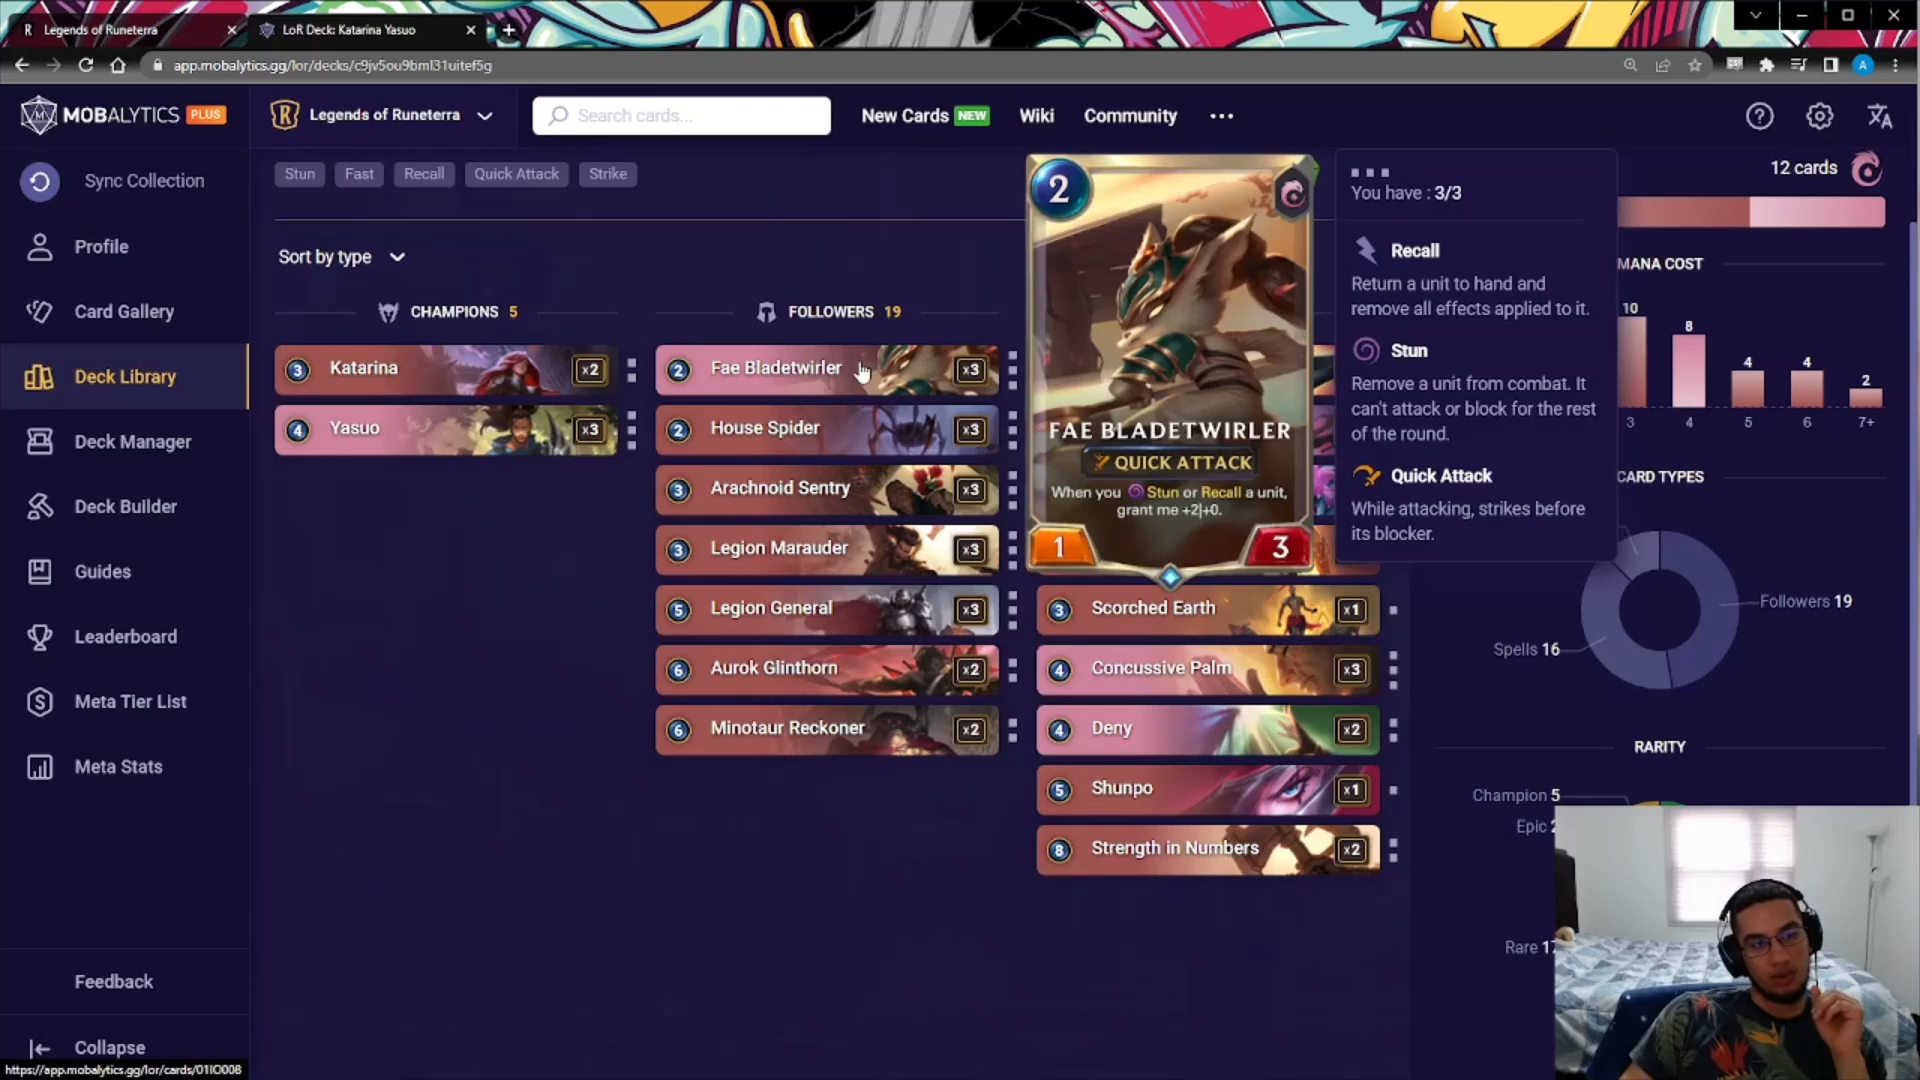 Legends of Runeterra
LoR Deck: Katarina Yasuo
app.mobalytics.gg/lor/decks/c9jv5ou9bml31uitef5g
A
MOBALYTICS PLUS
Legends of Runeterra
Search cards...
New Cards NEW
Wiki
Community
Sync Collection
Profile
Card Gallery
Deck Library
Deck Manager
Deck Builder
Guides
Leaderboard
Meta Tier List
Meta Stats
Feedback
Collapse
https://app.mobalytics.gg/lor/cards/01IO008
Stun
Fast
Recall
Quick Attack
Strike
Sort by type
CHAMPIONS 5
3 Katarina x2
4 Yasuo x3
FOLLOWERS 19
2 Fae Bladetwirler x3
2 House Spider x3
3 Arachnoid Sentry x3
3 Legion Marauder x3
5 Legion General x3
6 Aurok Glinthorn x2
6 Minotaur Reckoner x2
2
FAE BLADETWIRLER
QUICK ATTACK
When you Stun or Recall a unit,
grant me +2|+0.
1
3
3 Scorched Earth x1
4 Concussive Palm x3
4 Deny x2
5 Shunpo x1
8 Strength in Numbers x2
You have : 3/3
Recall
Return a unit to hand and
remove all effects applied to it.
Stun
Remove a unit from combat. It
can't attack or block for the rest
of the round.
Quick Attack
While attacking, strikes before
its blocker.
12 cards
MANA COST
10
8
4
4
2
3
4
5
6
7+
CARD TYPES
Followers 19
Spells 16
RARITY
Champion 5
Epic
Rare